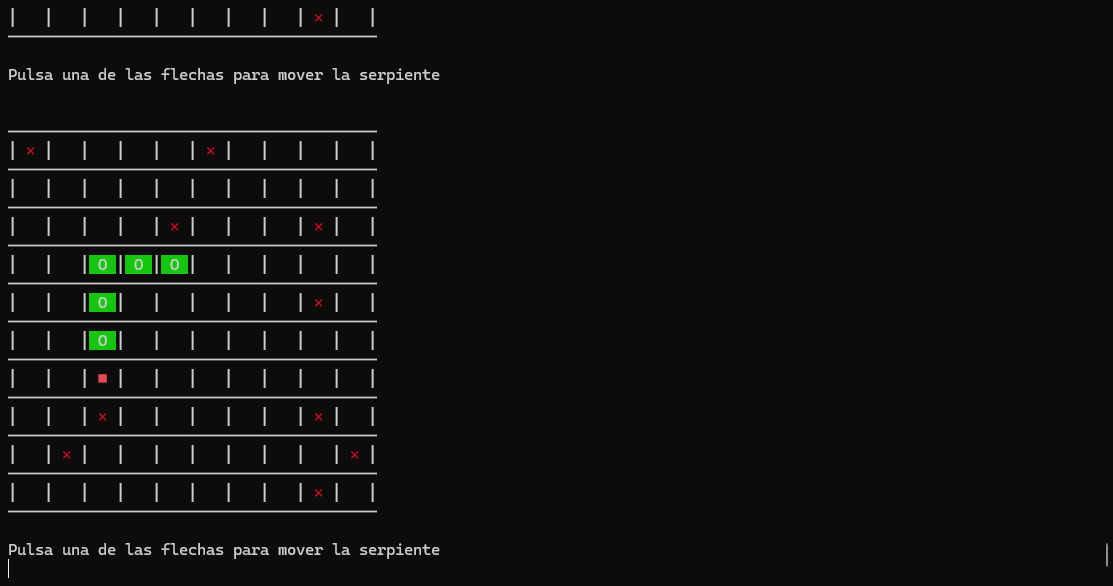 |   |   |   |   |   |   |   |   | × |   |
Pulsa una de las flechas para mover la serpiente
| × |   |   |   |   | × |   |   |   |   |
|   |   |   |   |   |   |   |   |   |   |
|   |   |   |   | × |   |   |   | × |   |
|   |   | O | O | O |   |   |   |   |   |
|   |   | O |   |   |   |   |   | × |   |
|   |   | O |   |   |   |   |   |   |   |
|   |   | ■ |   |   |   |   |   |   |   |
|   |   | × |   |   |   |   |   | × |   |
|   | × |   |   |   |   |   |   |   | × |
|   |   |   |   |   |   |   |   | × |   |
Pulsa una de las flechas para mover la serpiente